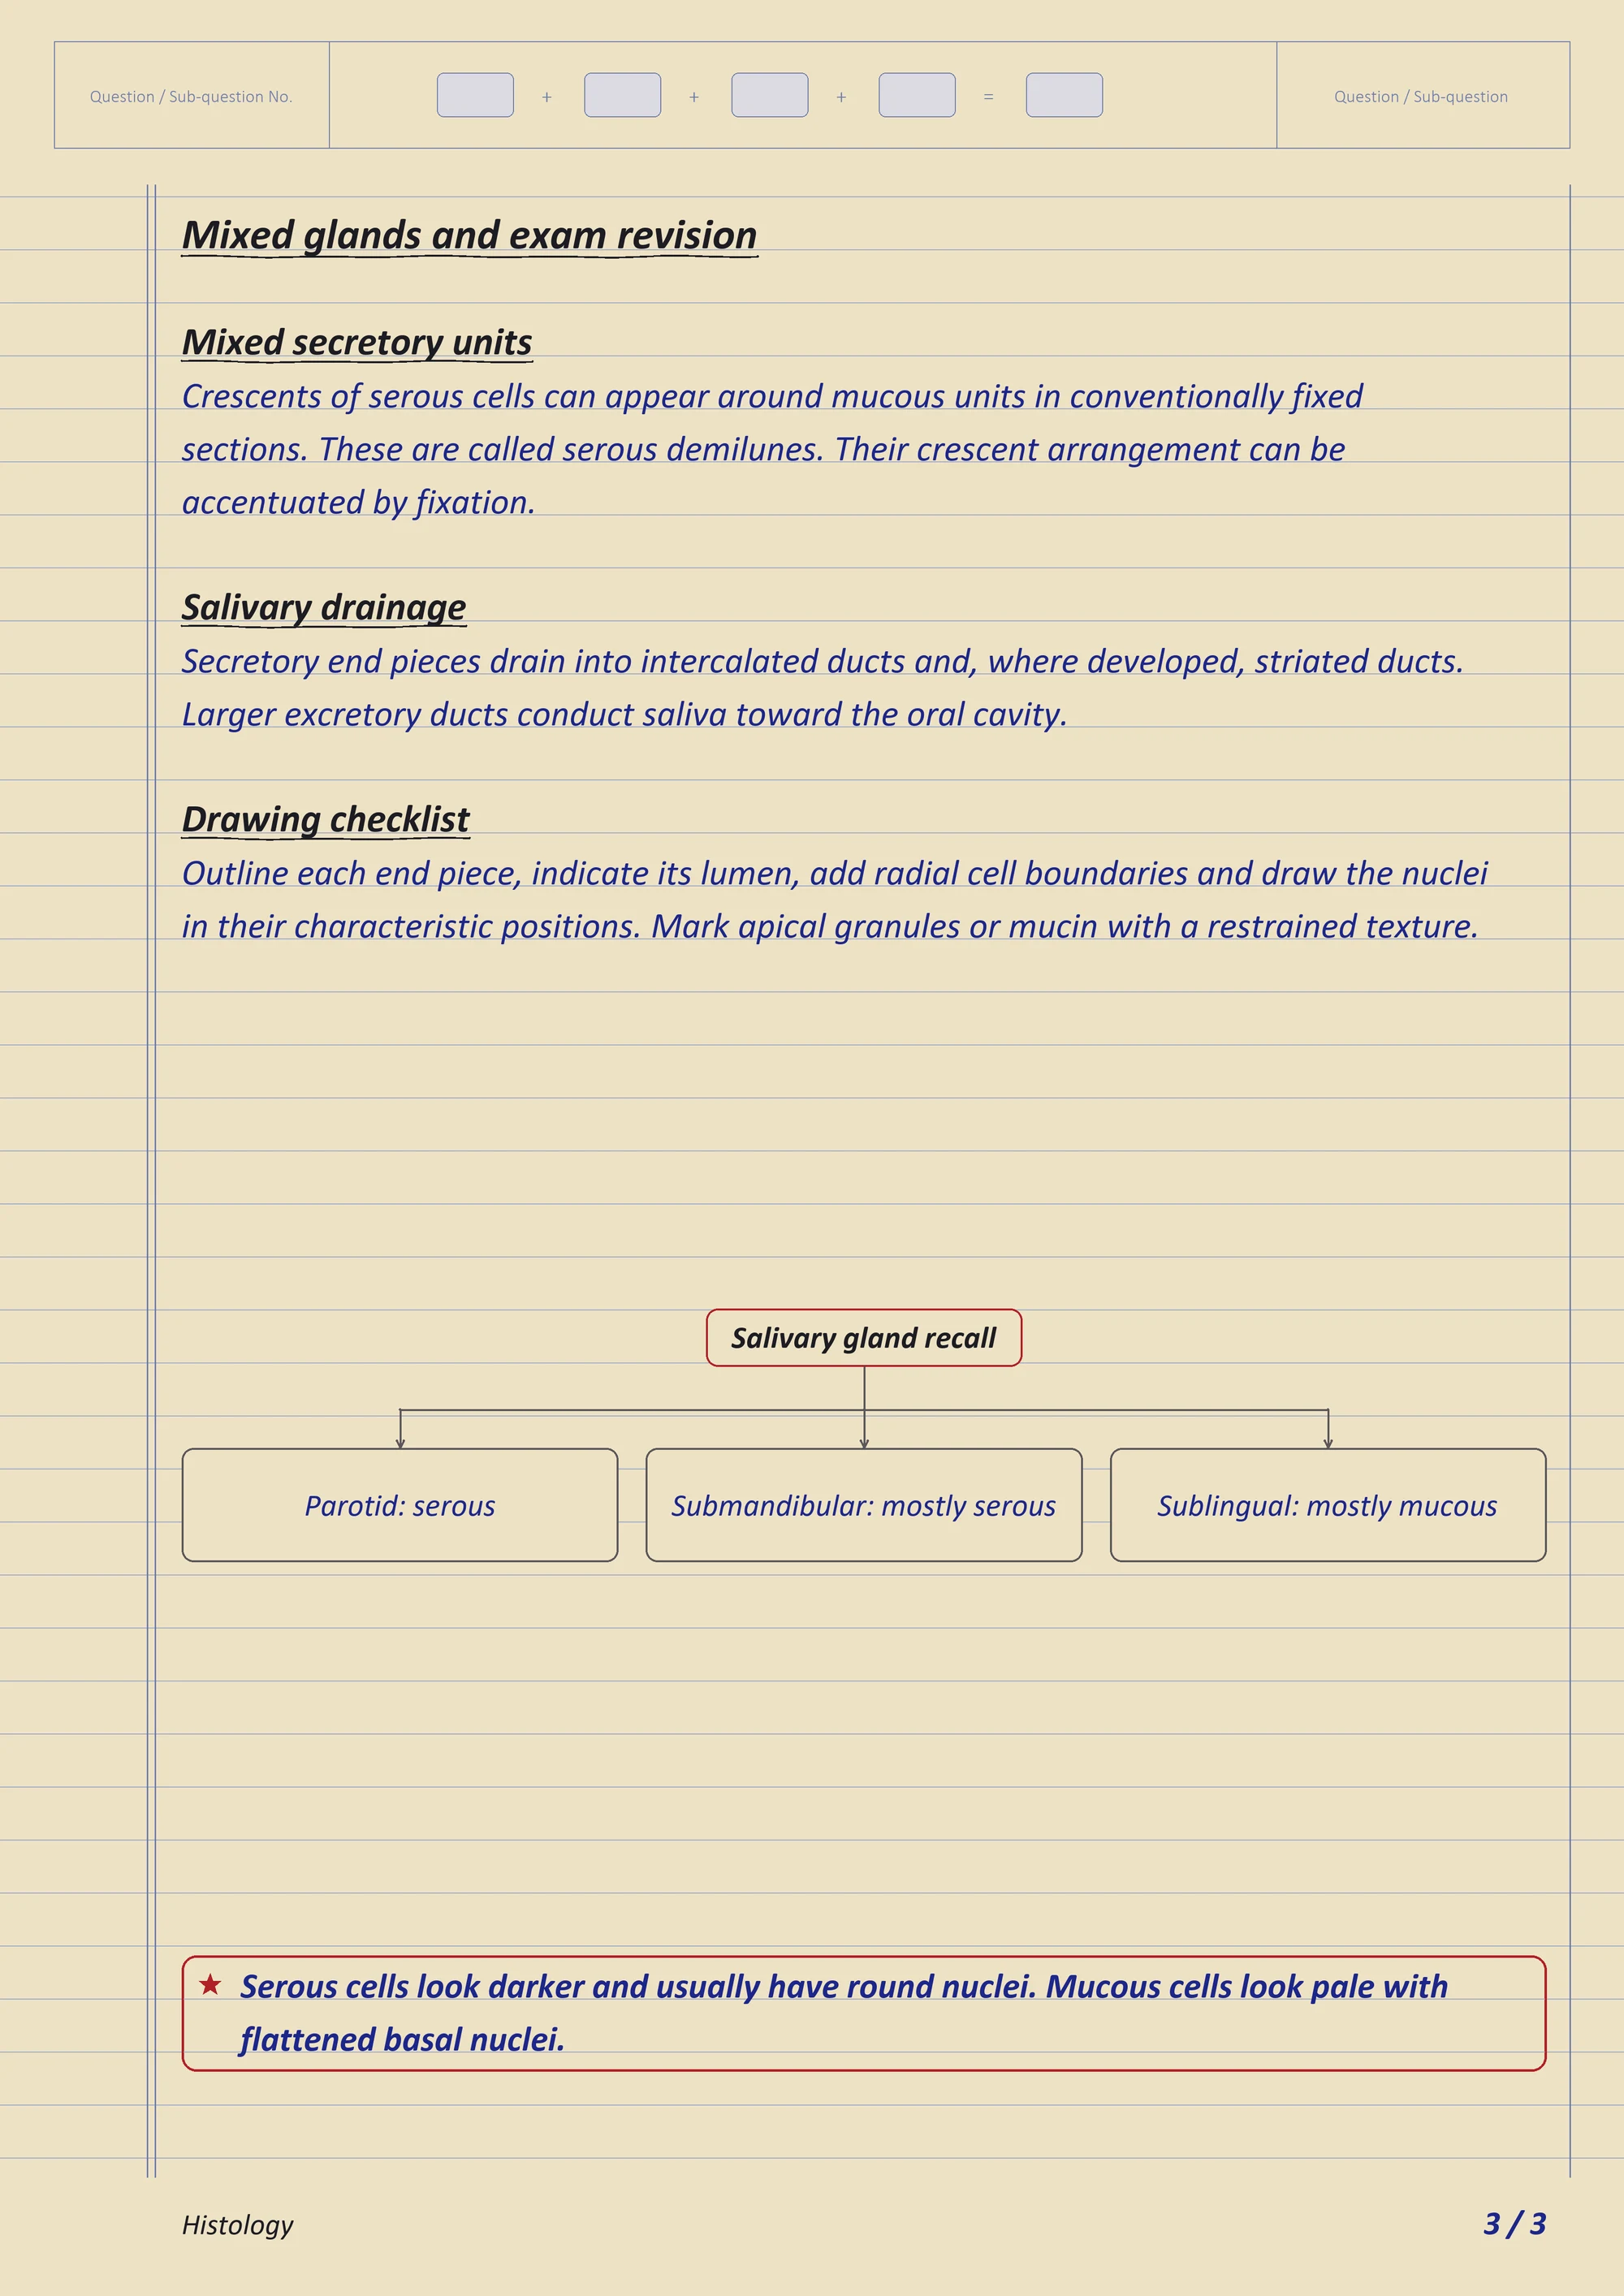 Question / Sub-question No.
+ + + =
Question / Sub-question
Mixed glands and exam revision
Mixed secretory units
Crescents of serous cells can appear around mucous units in conventionally fixed
sections. These are called serous demilunes. Their crescent arrangement can be
accentuated by fixation.
Salivary drainage
Secretory end pieces drain into intercalated ducts and, where developed, striated ducts.
Larger excretory ducts conduct saliva toward the oral cavity.
Drawing checklist
Outline each end piece, indicate its lumen, add radial cell boundaries and draw the nuclei
in their characteristic positions. Mark apical granules or mucin with a restrained texture.
Salivary gland recall
Parotid: serous
Submandibular: mostly serous
Sublingual: mostly mucous
★ Serous cells look darker and usually have round nuclei. Mucous cells look pale with
flattened basal nuclei.
Histology
3 / 3